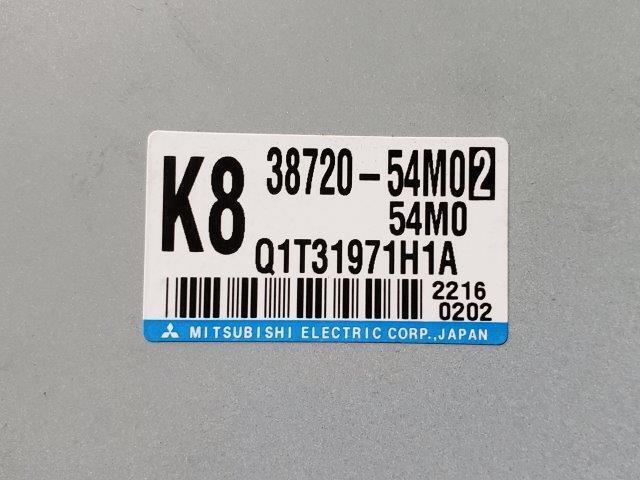 K8
38720-54M02
54M0
Q1T31971H1A
2216
0202
MITSUBISHI ELECTRIC CORP.,JAPAN